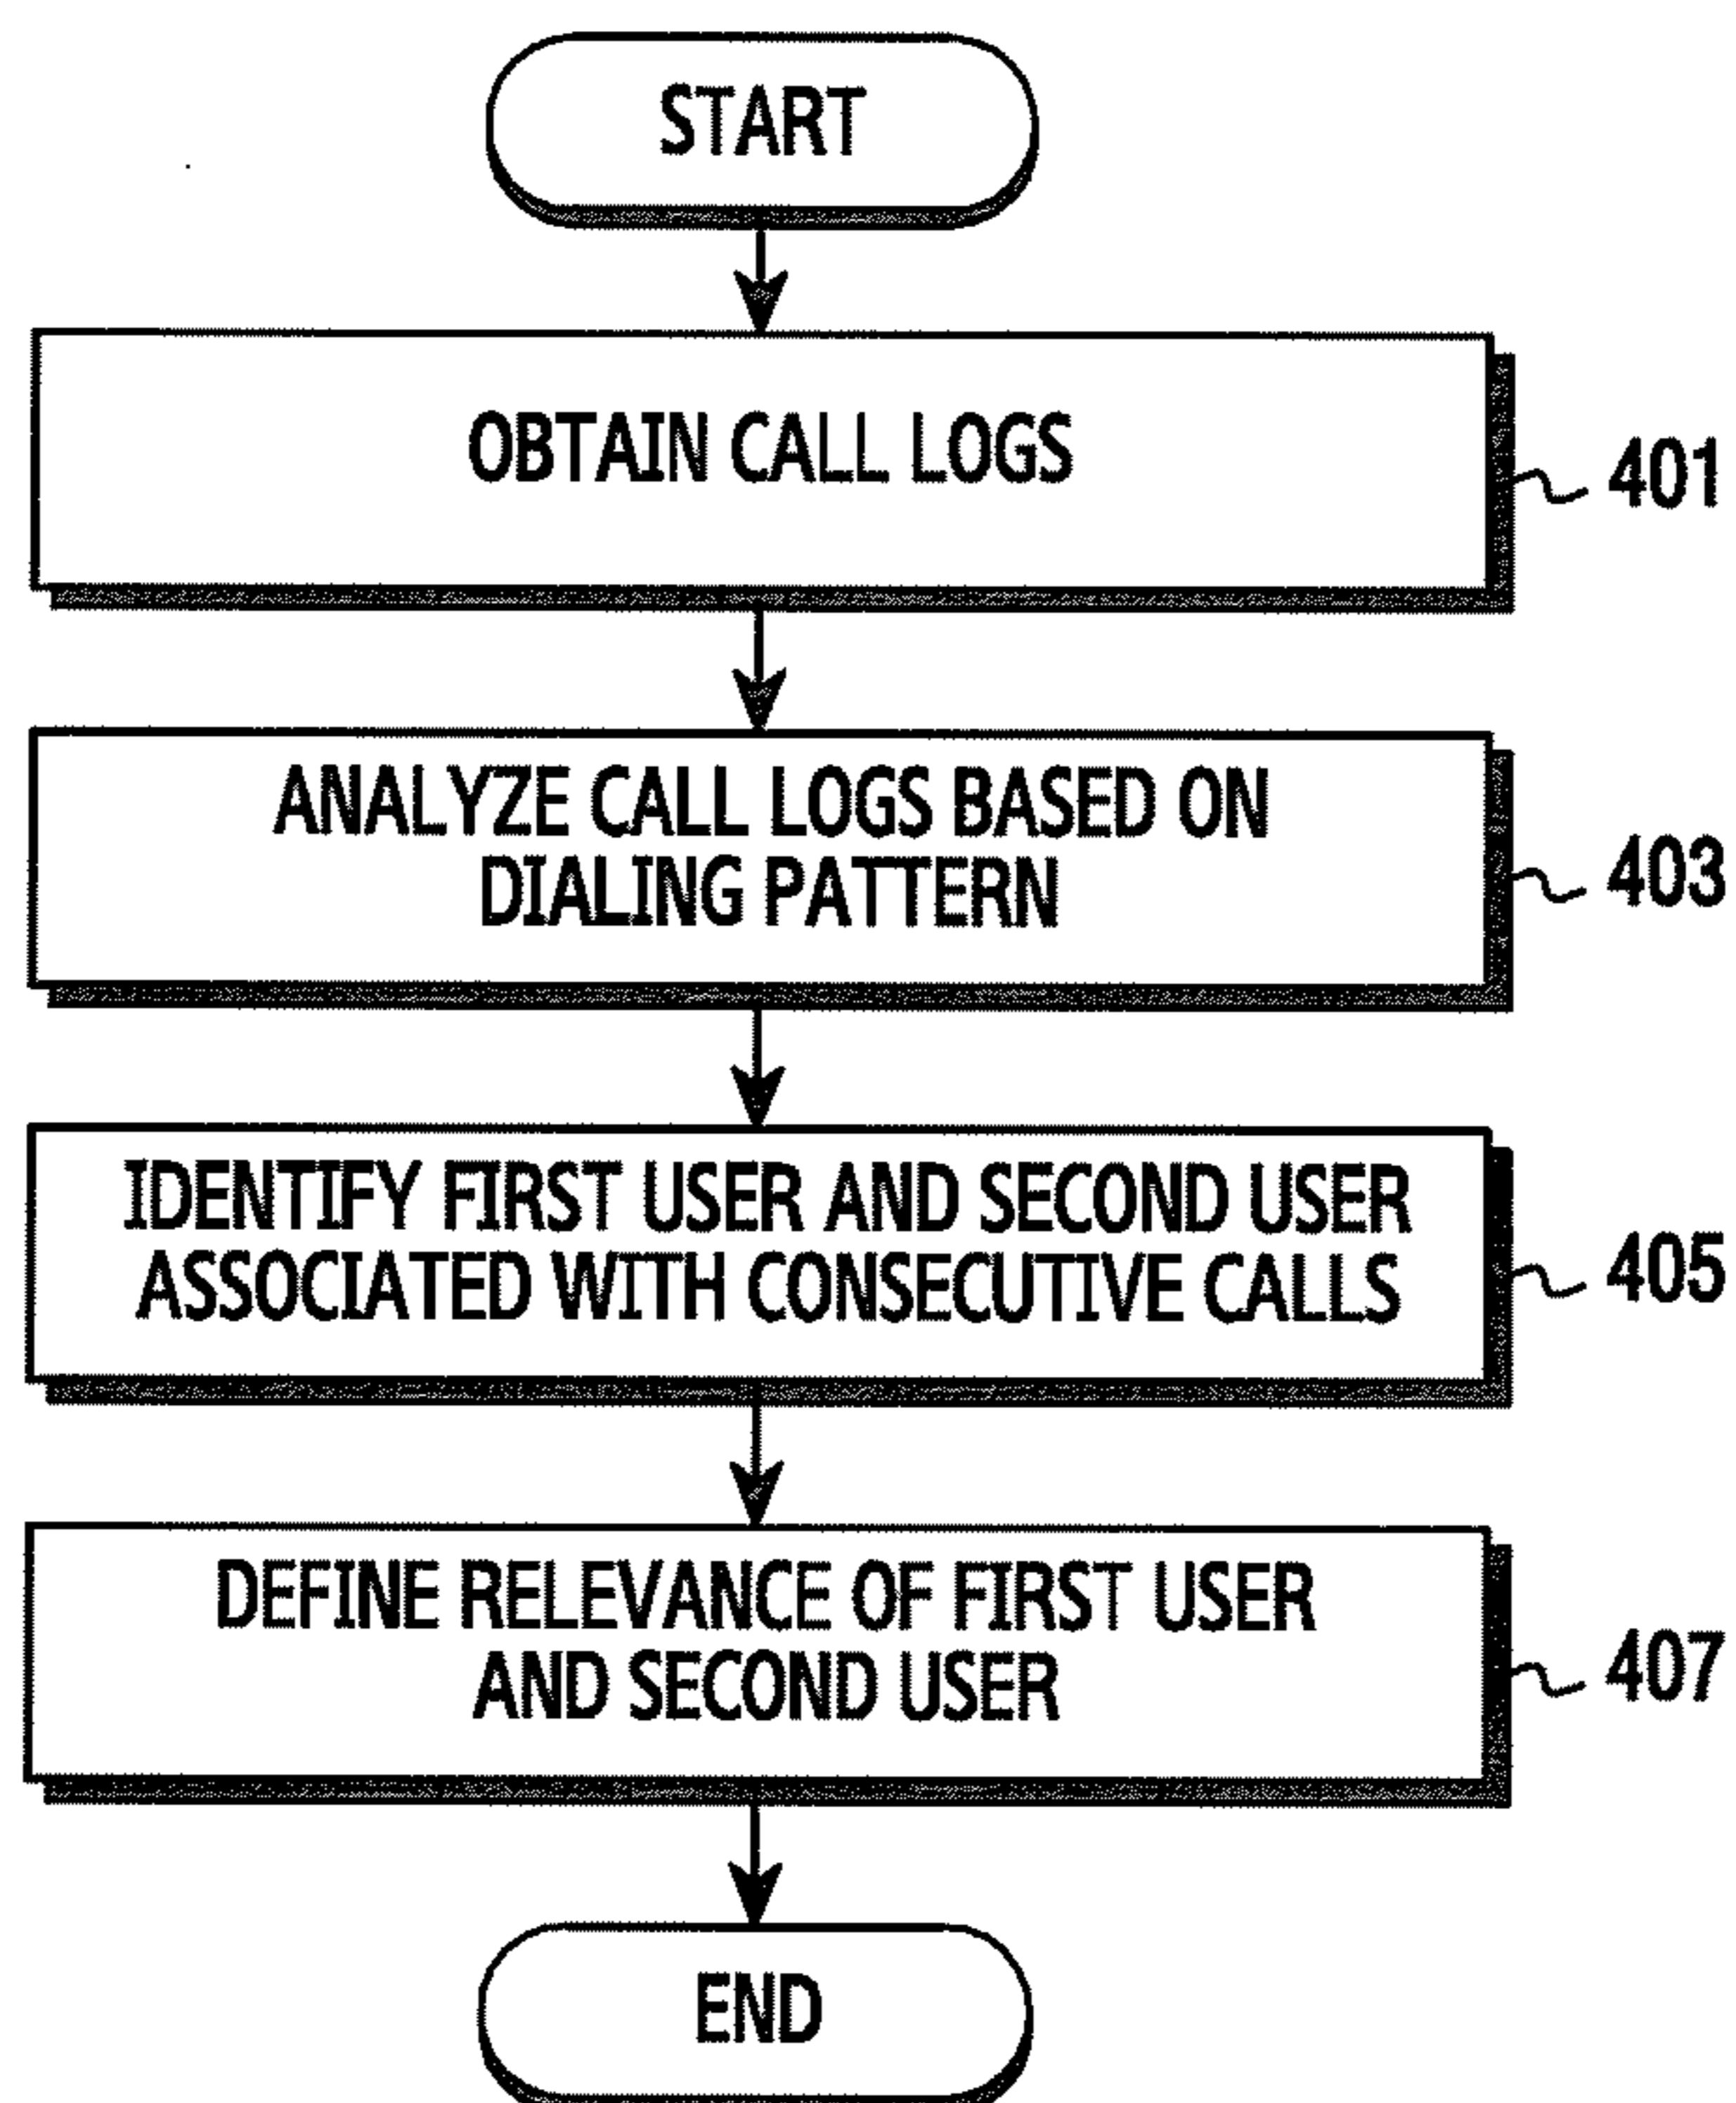 START
OBTAIN CALL LOGS
401
ANALYZE CALL LOGS BASED ON
DIALING PATTERN
403
IDENTIFY FIRST USER AND SECOND USER
ASSOCIATED WITH CONSECUTIVE CALLS
405
DEFINE RELEVANCE OF FIRST USER
AND SECOND USER
407
END